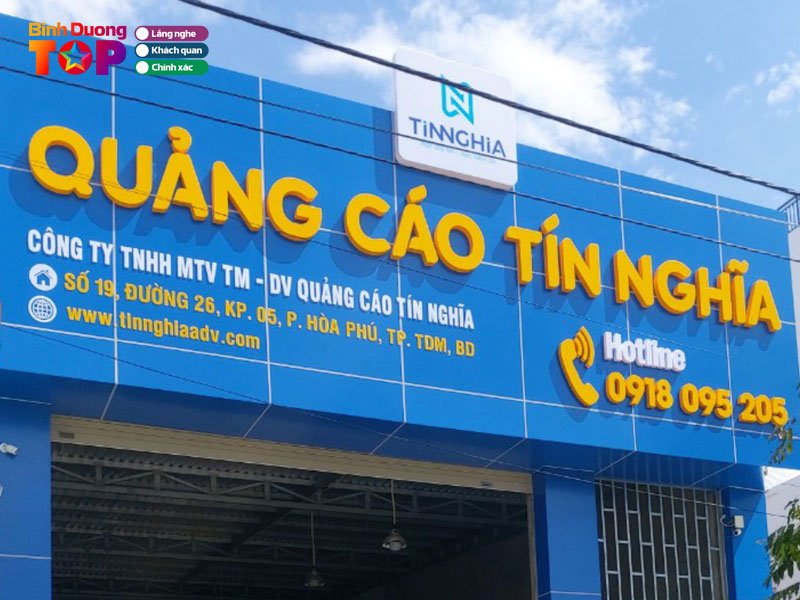 Bình Dương
TOP
Lắng nghe
Khách quan
Chính xác
TÍNNGHĨA
QUẢNG CÁO TÍN NGHĨA
CÔNG TY TNHH MTV TM - DV QUẢNG CÁO TÍN NGHĨA
SỐ 19, ĐƯỜNG 26, KP. 05, P. HÒA PHÚ, TP. TDM, BD
www.tinnghiaadv.com
Hotline
0918 095 205